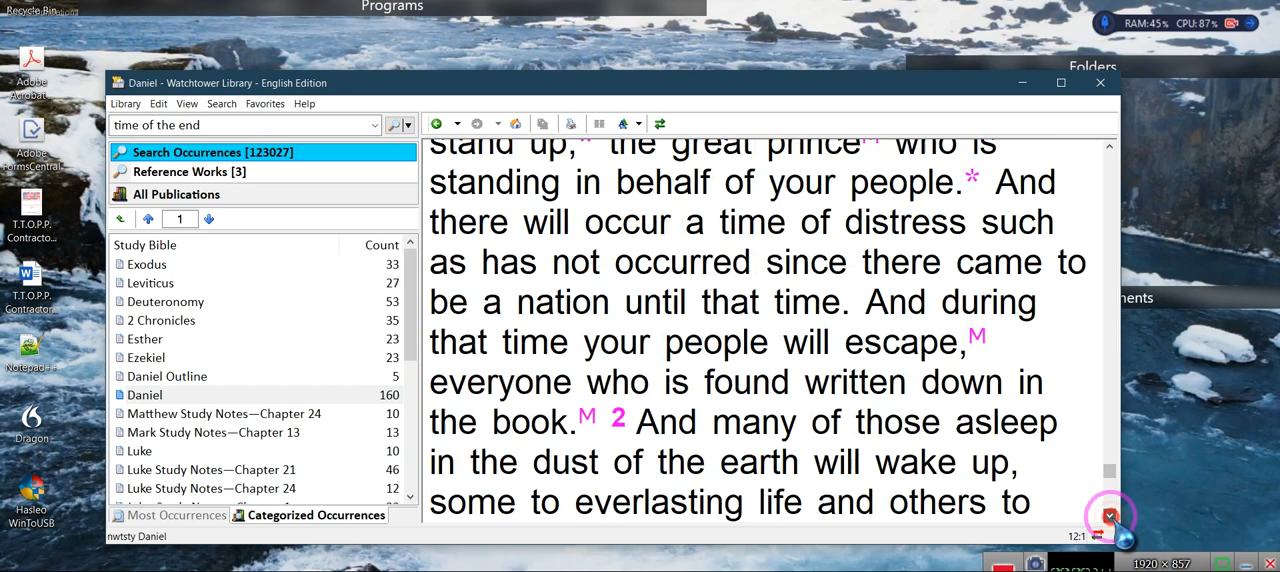 Programs
Recycle Bin
RAM:45% CPU:87%
Folders
Adobe
Acrobat...
Adobe
FormsCentral
T.T.O.P.P.
Contractor...
T.T.O.P.P.
Contractor...
Notepad++
Dragon
Hasleo
WinToUSB
Daniel - Watchtower Library - English Edition
Library Edit View Search Favorites Help
time of the end
Search Occurrences [123027]
Reference Works [3]
All Publications
1
Study Bible Count
Exodus 33
Leviticus 27
Deuteronomy 53
2 Chronicles 35
Esther 23
Ezekiel 23
Daniel Outline 5
Daniel 160
Matthew Study Notes—Chapter 24 10
Mark Study Notes—Chapter 13 13
Luke 10
Luke Study Notes—Chapter 21 46
Luke Study Notes—Chapter 24 12
Most Occurrences Categorized Occurrences
nwtsty Daniel
stand up,* the great prince M who is
standing in behalf of your people.* And
there will occur a time of distress such
as has not occurred since there came to
be a nation until that time. And during
that time your people will escape,M
everyone who is found written down in
the book.M 2 And many of those asleep
in the dust of the earth will wake up,
some to everlasting life and others to
12:1
ments
1920 × 857